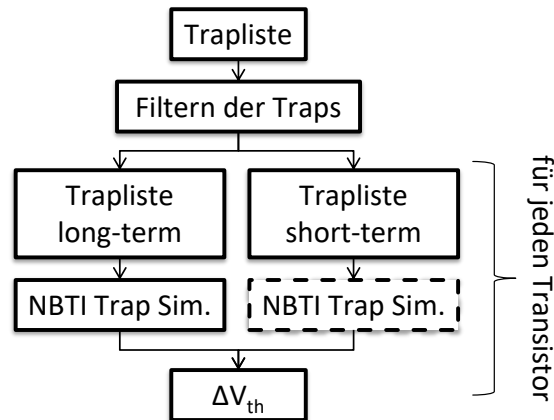 Trapliste
Filtern der Traps
Trapliste
long-term
Trapliste
short-term
NBTI Trap Sim.
NBTI Trap Sim.
ΔVth
für jeden Transistor